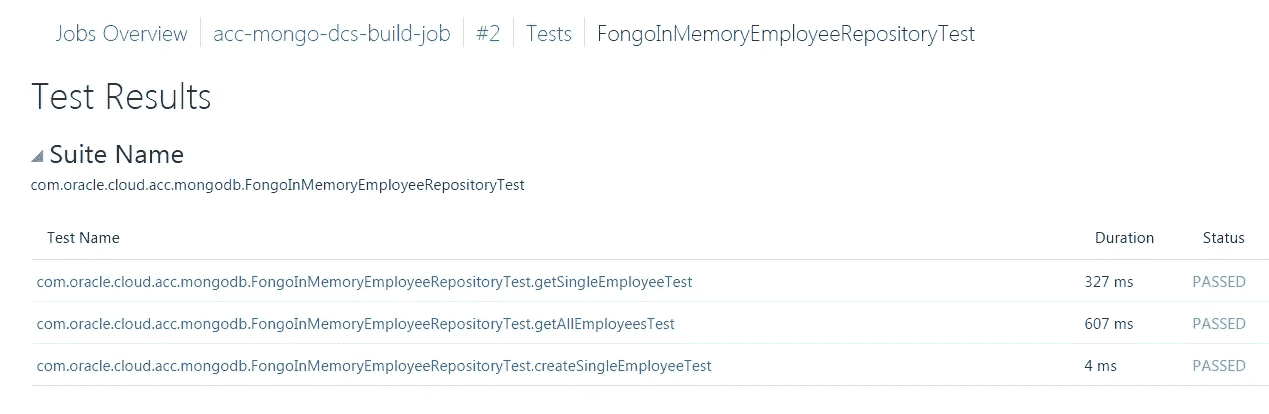 Jobs Overview acc-mongo-dcs-build-job #2 Tests FongoInMemoryEmployeeRepositoryTest
Test Results
Suite Name
com.oracle.cloud.acc.mongodb.FongoInMemoryEmployeeRepositoryTest
Test Name Duration Status
com.oracle.cloud.acc.mongodb.FongoInMemoryEmployeeRepositoryTest.getSingleEmployeeTest 327 ms PASSED
com.oracle.cloud.acc.mongodb.FongoInMemoryEmployeeRepositoryTest.getAllEmployeesTest 607 ms PASSED
com.oracle.cloud.acc.mongodb.FongoInMemoryEmployeeRepositoryTest.createSingleEmployeeTest 4 ms PASSED